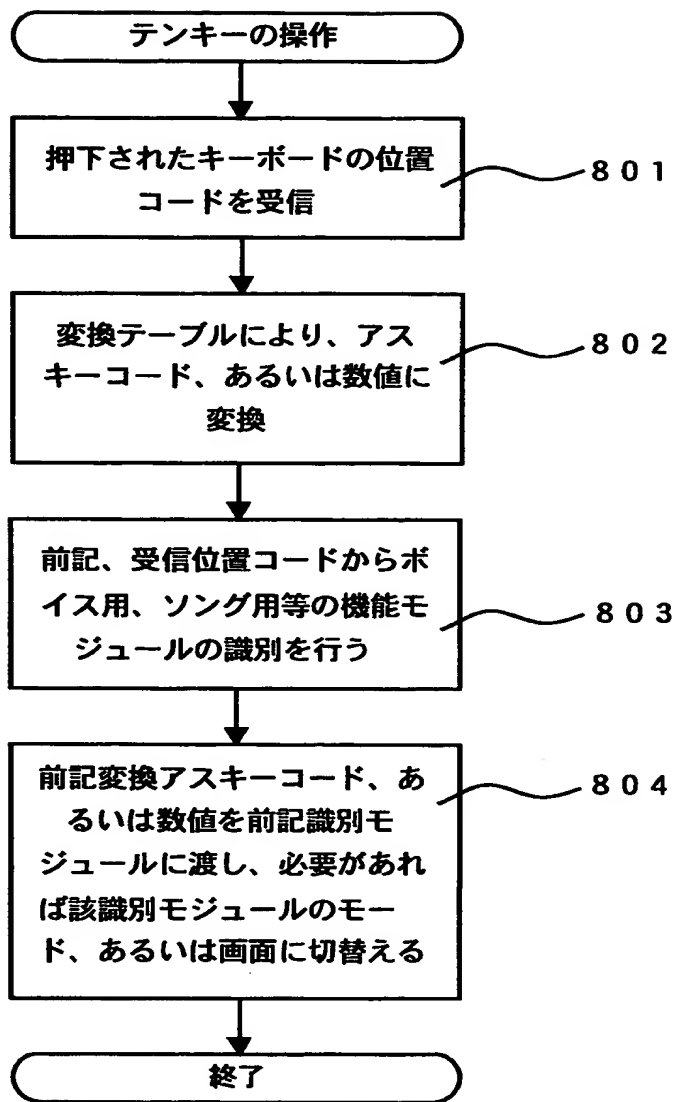 テンキーの操作
押下されたキーボードの位置
コードを受信
801
変換テーブルにより、アス
キーコード、あるいは数値に
変換
802
前記、受信位置コードからボ
イス用、ソング用等の機能モ
ジュールの識別を行う
803
前記変換アスキーコード、あ
るいは数値を前記識別モ
ジュールに渡し、必要があれ
ば該識別モジュールのモー
ド、あるいは画面に切替える
804
終了